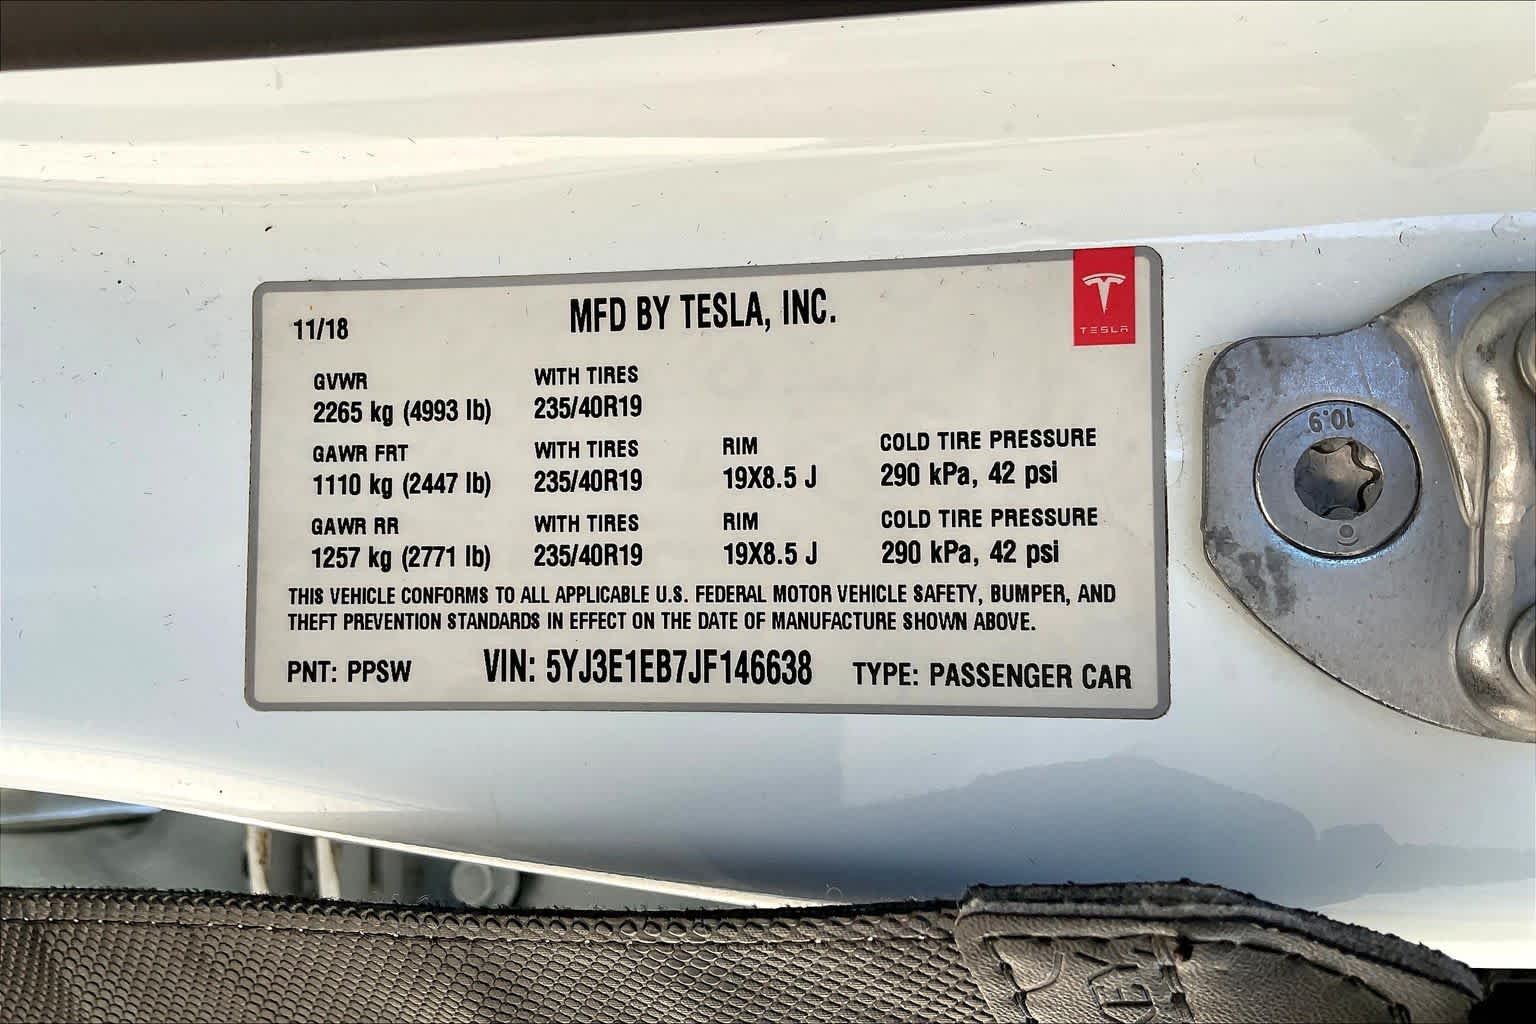 11/18 MFD BY TESLA, INC.
TESLA
GVWR WITH TIRES
2265 kg (4993 lb) 235/40R19
GAWR FRT WITH TIRES RIM COLD TIRE PRESSURE
1110 kg (2447 lb) 235/40R19 19X8.5 J 290 kPa, 42 psi
GAWR RR WITH TIRES RIM COLD TIRE PRESSURE
1257 kg (2771 lb) 235/40R19 19X8.5 J 290 kPa, 42 psi
THIS VEHICLE CONFORMS TO ALL APPLICABLE U.S. FEDERAL MOTOR VEHICLE SAFETY, BUMPER, AND
THEFT PREVENTION STANDARDS IN EFFECT ON THE DATE OF MANUFACTURE SHOWN ABOVE.
PNT: PPSW VIN: 5YJ3E1EB7JF146638 TYPE: PASSENGER CAR
10.9